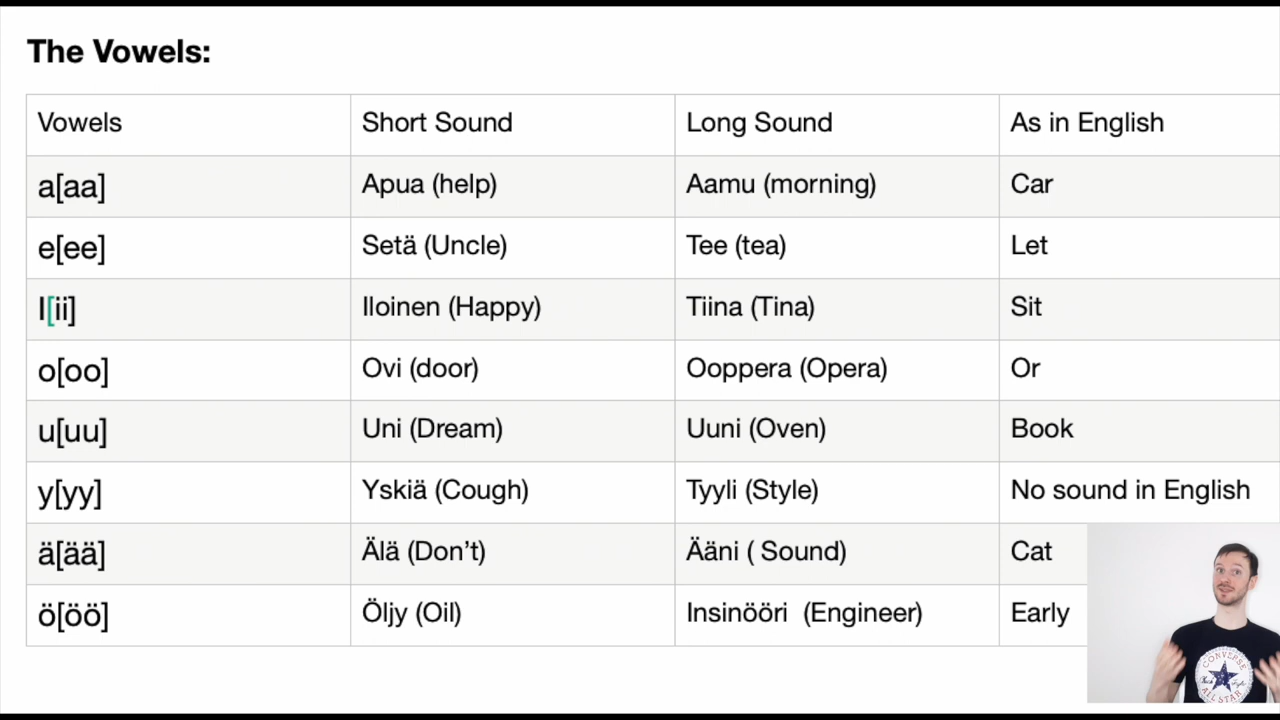 The Vowels:
Vowels Short Sound Long Sound As in English
a[aa] Apua (help) Aamu (morning) Car
e[ee] Setä (Uncle) Tee (tea) Let
I[ii] Iloinen (Happy) Tiina (Tina) Sit
o[oo] Ovi (door) Ooppera (Opera) Or
u[uu] Uni (Dream) Uuni (Oven) Book
y[yy] Yskiä (Cough) Tyyli (Style) No sound in English
ä[ää] Älä (Don’t) Ääni ( Sound) Cat
ö[öö] Öljy (Oil) Insinööri (Engineer) Early
CONVERSE
ALL STAR